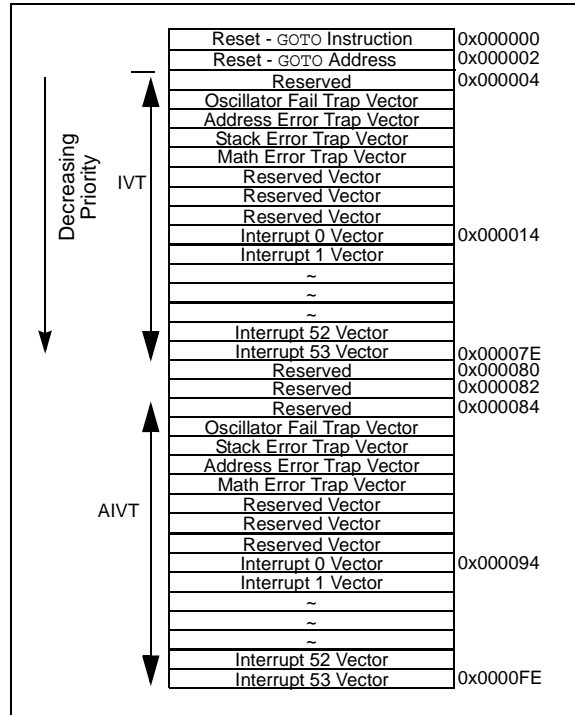 Reset - GOTO Instruction 0x000000
Reset - GOTO Address 0x000002
Reserved 0x000004
Oscillator Fail Trap Vector
Address Error Trap Vector
Stack Error Trap Vector
Math Error Trap Vector
Reserved Vector
Reserved Vector
Reserved Vector
Interrupt 0 Vector 0x000014
Interrupt 1 Vector
~
~
~
Interrupt 52 Vector
Interrupt 53 Vector 0x00007E
Reserved 0x000080
Reserved 0x000082
Reserved 0x000084
Oscillator Fail Trap Vector
Stack Error Trap Vector
Address Error Trap Vector
Math Error Trap Vector
Reserved Vector
Reserved Vector
Reserved Vector
Interrupt 0 Vector 0x000094
Interrupt 1 Vector
~
~
~
Interrupt 52 Vector
Interrupt 53 Vector 0x0000FE
Decreasing
Priority
IVT
AIVT